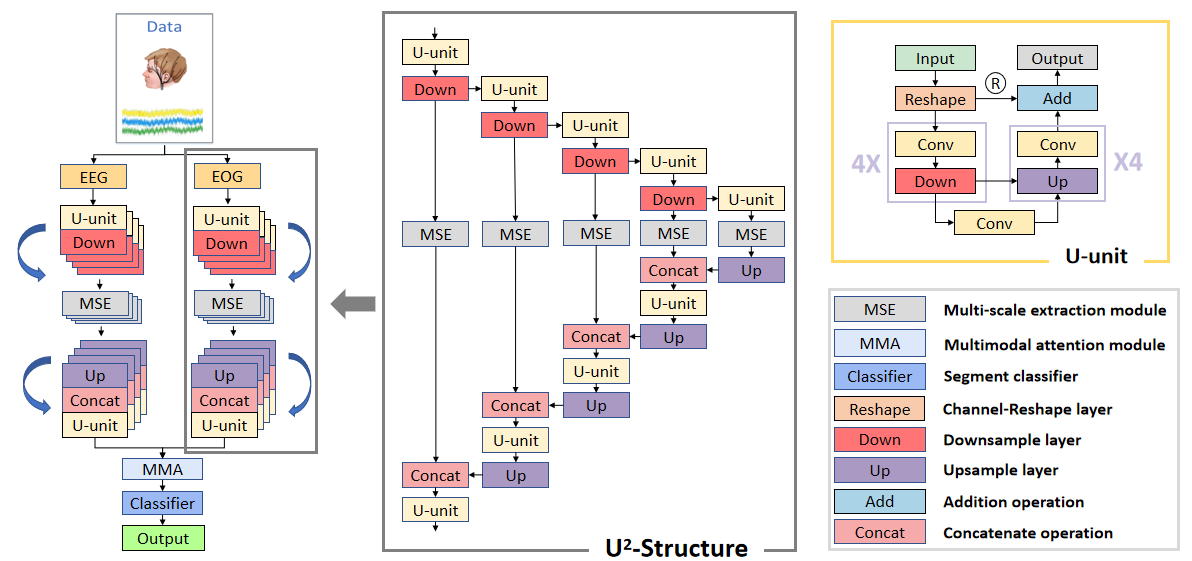 Data
EEG
EOG
U-unit
Down
U-unit
Down
MSE
MSE
Up
Concat
U-unit
Up
Concat
U-unit
MMA
Classifier
Output
U-unit
Down
U-unit
Down
U-unit
Down
U-unit
Down
U-unit
MSE
MSE
MSE
MSE
MSE
Concat
Up
U-unit
Concat
Up
U-unit
Concat
Up
U-unit
Concat
Up
U-unit
U²-Structure
Input
Output
Reshape
R
Add
4X
Conv
Conv
X4
Down
Up
Conv
U-unit
MSE Multi-scale extraction module
MMA Multimodal attention module
Classifier Segment classifier
Reshape Channel-Reshape layer
Down Downsample layer
Up Upsample layer
Add Addition operation
Concat Concatenate operation